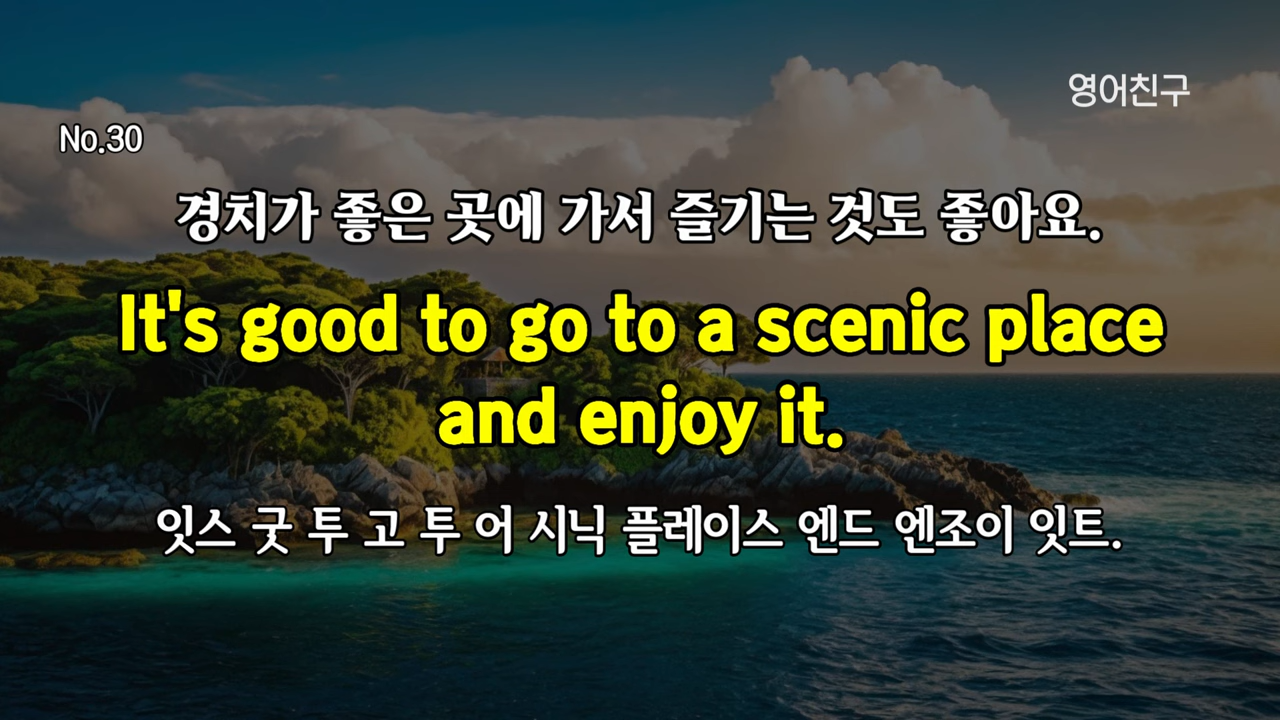 영어친구
No.30
경치가 좋은 곳에 가서 즐기는 것도 좋아요.
It's good to go to a scenic place
and enjoy it.
잇스 굿 투 고 투 어 시닉 플레이스 엔드 엔조이 잇트.